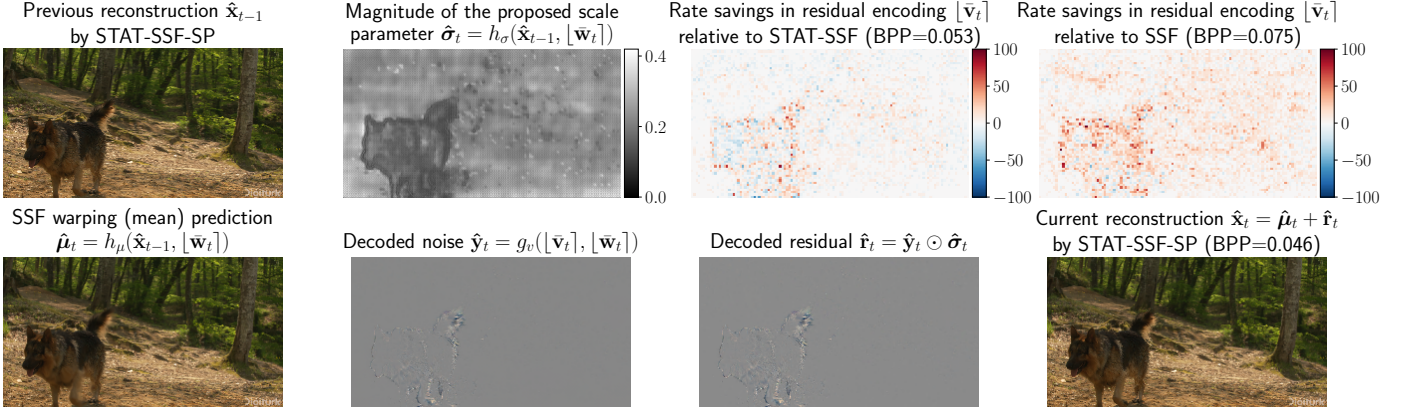 Previous reconstruction x̂ₜ₋₁
by STAT-SSF-SP
Magnitude of the proposed scale
parameter σ̂ₜ = h_σ(x̂ₜ₋₁, ⌊w̄ₜ⌉)
0.4
0.2
0.0
Rate savings in residual encoding ⌊v̄ₜ⌉
relative to STAT-SSF (BPP=0.053)
100
50
0
−50
−100
Rate savings in residual encoding ⌊v̄ₜ⌉
relative to SSF (BPP=0.075)
100
50
0
−50
−100
SSF warping (mean) prediction
μ̂ₜ = h_μ(x̂ₜ₋₁, ⌊w̄ₜ⌉)
Decoded noise ŷₜ = g_v(⌊v̄ₜ⌉, ⌊w̄ₜ⌉)
Decoded residual r̂ₜ = ŷₜ ⊙ σ̂ₜ
Current reconstruction x̂ₜ = μ̂ₜ + r̂ₜ
by STAT-SSF-SP (BPP=0.046)